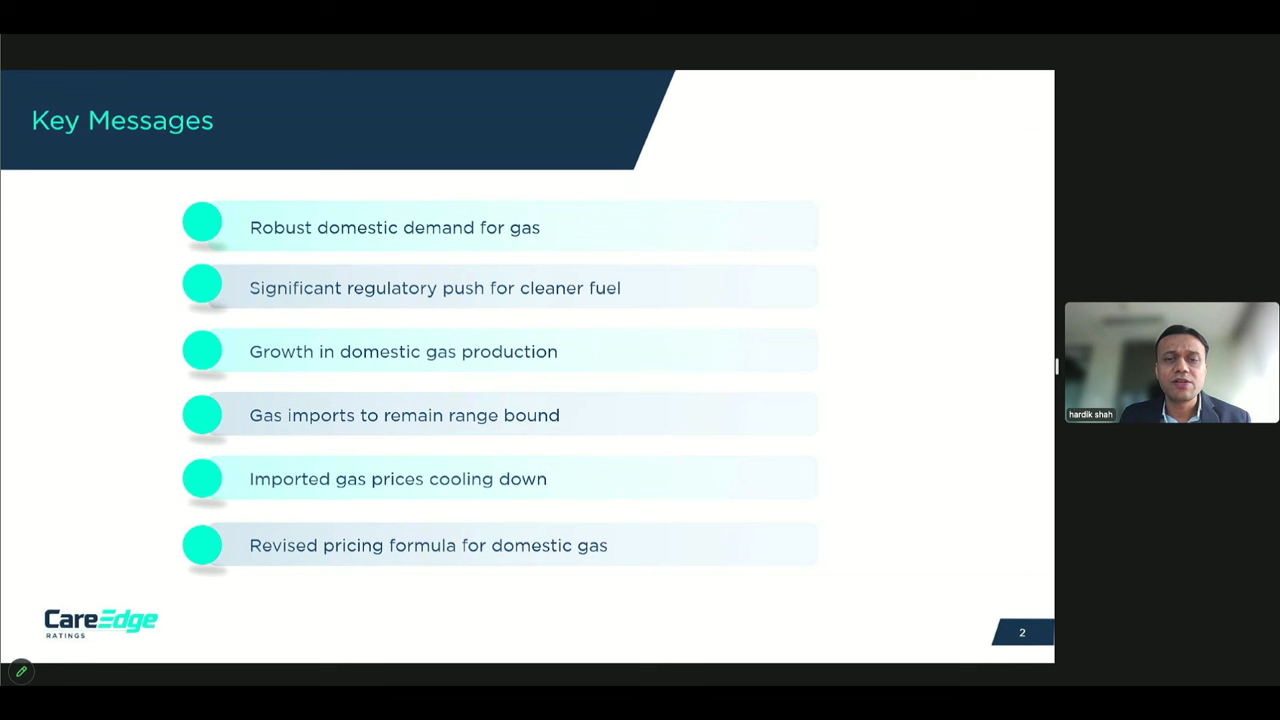 Key Messages
Robust domestic demand for gas
Significant regulatory push for cleaner fuel
Growth in domestic gas production
Gas imports to remain range bound
hardik shah
Imported gas prices cooling down
Revised pricing formula for domestic gas
CareEdge
RATINGS
2